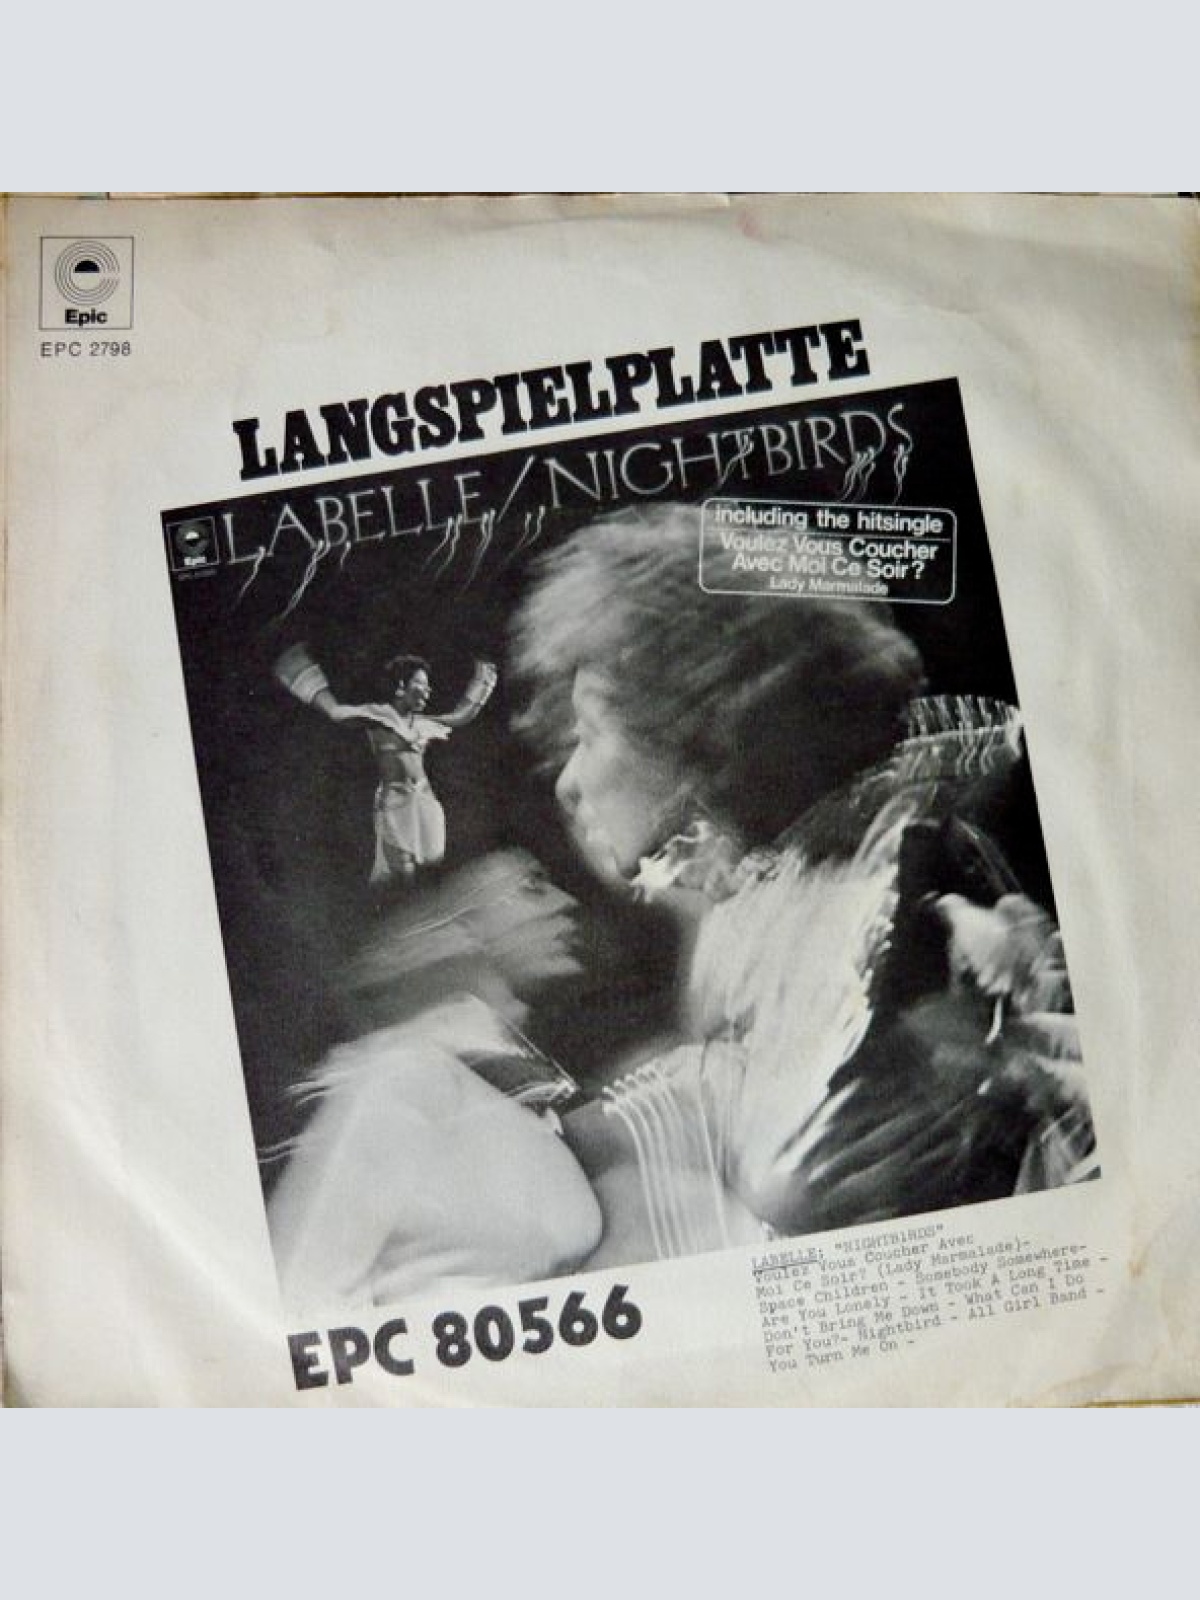 Epic
EPC 2798
LANGSPIELPLATTE
LABELLE/NIGHTBIRDS
Epic
including the hitsingle
Voulez Vous Coucher
Avec Moi Ce Soir?
Lady Marmalade
EPC 80566
LABELLE: "NIGHTBIRDS"
Voulez Vous Coucher Avec
Moi Ce Soir? (Lady Marmalade)-
Space Children - Somebody Somewhere-
Are You Lonely - It Took A Long Time -
Don't Bring Me Down - What Can I Do
For You?- Nightbird - All Girl Band -
You Turn Me On -